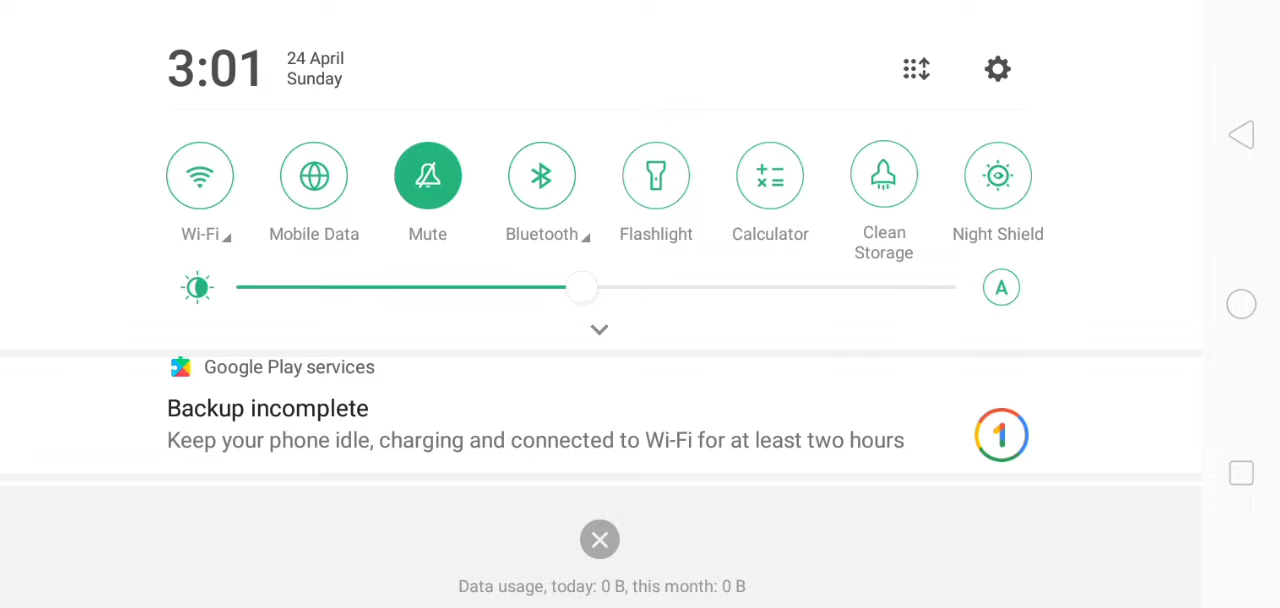 3:01
24 April
Sunday
Wi-Fi
Mobile Data
Mute
Bluetooth
Flashlight
Calculator
Clean
Storage
Night Shield
A
Google Play services
Backup incomplete
Keep your phone idle, charging and connected to Wi-Fi for at least two hours
1
Data usage, today: 0 B, this month: 0 B